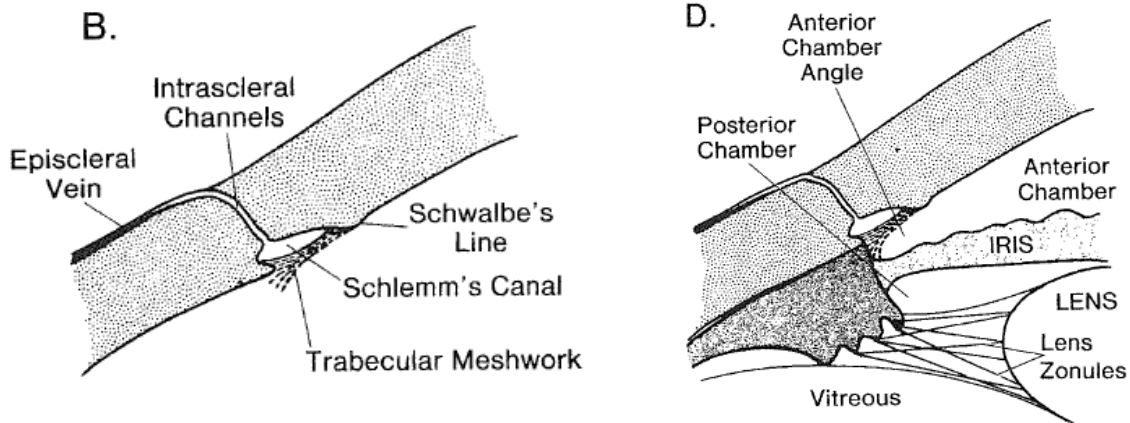 B.
Intrascleral
Channels
Episcleral
Vein
Schwalbe's
Line
Schlemm's Canal
Trabecular Meshwork
D.
Anterior
Chamber
Angle
Posterior
Chamber
Anterior
Chamber
IRIS
LENS
Lens
Zonules
Vitreous